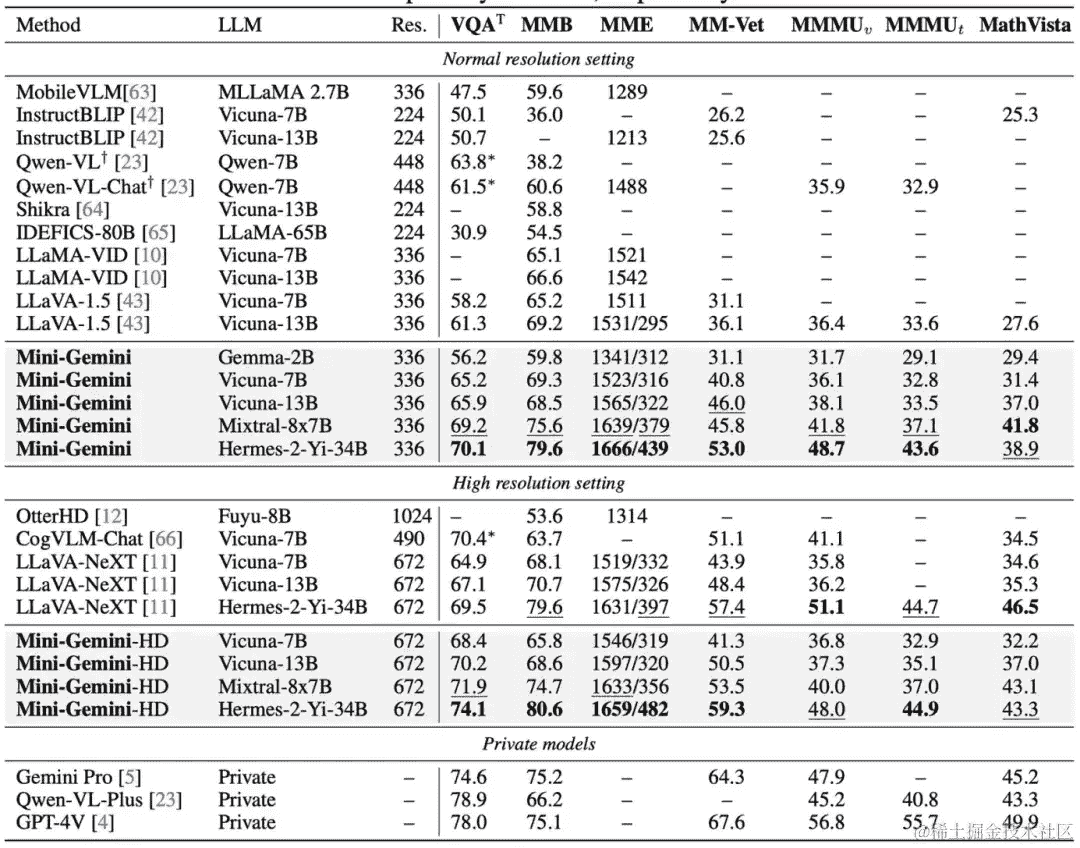 Method LLM Res. VQAᵀ MMB MME MM-Vet MMMUᵥ MMMUₜ MathVista
Normal resolution setting
MobileVLM[63] MLLaMA 2.7B 336 47.5 59.6 1289 – – – –
InstructBLIP [42] Vicuna-7B 224 50.1 36.0 – 26.2 – – 25.3
InstructBLIP [42] Vicuna-13B 224 50.7 – 1213 25.6 – – –
Qwen-VL† [23] Qwen-7B 448 63.8* 38.2 – – – – –
Qwen-VL-Chat† [23] Qwen-7B 448 61.5* 60.6 1488 – 35.9 32.9 –
Shikra [64] Vicuna-13B 224 – 58.8 – – – – –
IDEFICS-80B [65] LLaMA-65B 224 30.9 54.5 – – – – –
LLaMA-VID [10] Vicuna-7B 336 – 65.1 1521 – – – –
LLaMA-VID [10] Vicuna-13B 336 – 66.6 1542 – – – –
LLaVA-1.5 [43] Vicuna-7B 336 58.2 65.2 1511 31.1 – – –
LLaVA-1.5 [43] Vicuna-13B 336 61.3 69.2 1531/295 36.1 36.4 33.6 27.6
Mini-Gemini Gemma-2B 336 56.2 59.8 1341/312 31.1 31.7 29.1 29.4
Mini-Gemini Vicuna-7B 336 65.2 69.3 1523/316 40.8 36.1 32.8 31.4
Mini-Gemini Vicuna-13B 336 65.9 68.5 1565/322 46.0 38.1 33.5 37.0
Mini-Gemini Mixtral-8x7B 336 69.2 75.6 1639/379 45.8 41.8 37.1 41.8
Mini-Gemini Hermes-2-Yi-34B 336 70.1 79.6 1666/439 53.0 48.7 43.6 38.9
High resolution setting
OtterHD [12] Fuyu-8B 1024 – 53.6 1314 – – – –
CogVLM-Chat [66] Vicuna-7B 490 70.4* 63.7 – 51.1 41.1 – 34.5
LLaVA-NeXT [11] Vicuna-7B 672 64.9 68.1 1519/332 43.9 35.8 – 34.6
LLaVA-NeXT [11] Vicuna-13B 672 67.1 70.7 1575/326 48.4 36.2 – 35.3
LLaVA-NeXT [11] Hermes-2-Yi-34B 672 69.5 79.6 1631/397 57.4 51.1 44.7 46.5
Mini-Gemini-HD Vicuna-7B 672 68.4 65.8 1546/319 41.3 36.8 32.9 32.2
Mini-Gemini-HD Vicuna-13B 672 70.2 68.6 1597/320 50.5 37.3 35.1 37.0
Mini-Gemini-HD Mixtral-8x7B 672 71.9 74.7 1633/356 53.5 40.0 37.0 43.1
Mini-Gemini-HD Hermes-2-Yi-34B 672 74.1 80.6 1659/482 59.3 48.0 44.9 43.3
Private models
Gemini Pro [5] Private – 74.6 75.2 – 64.3 47.9 – 45.2
Qwen-VL-Plus [23] Private – 78.9 66.2 – – 45.2 40.8 43.3
GPT-4V [4] Private – 78.0 75.1 – 67.6 56.8 55.7 49.9
@稀土掘金技术社区